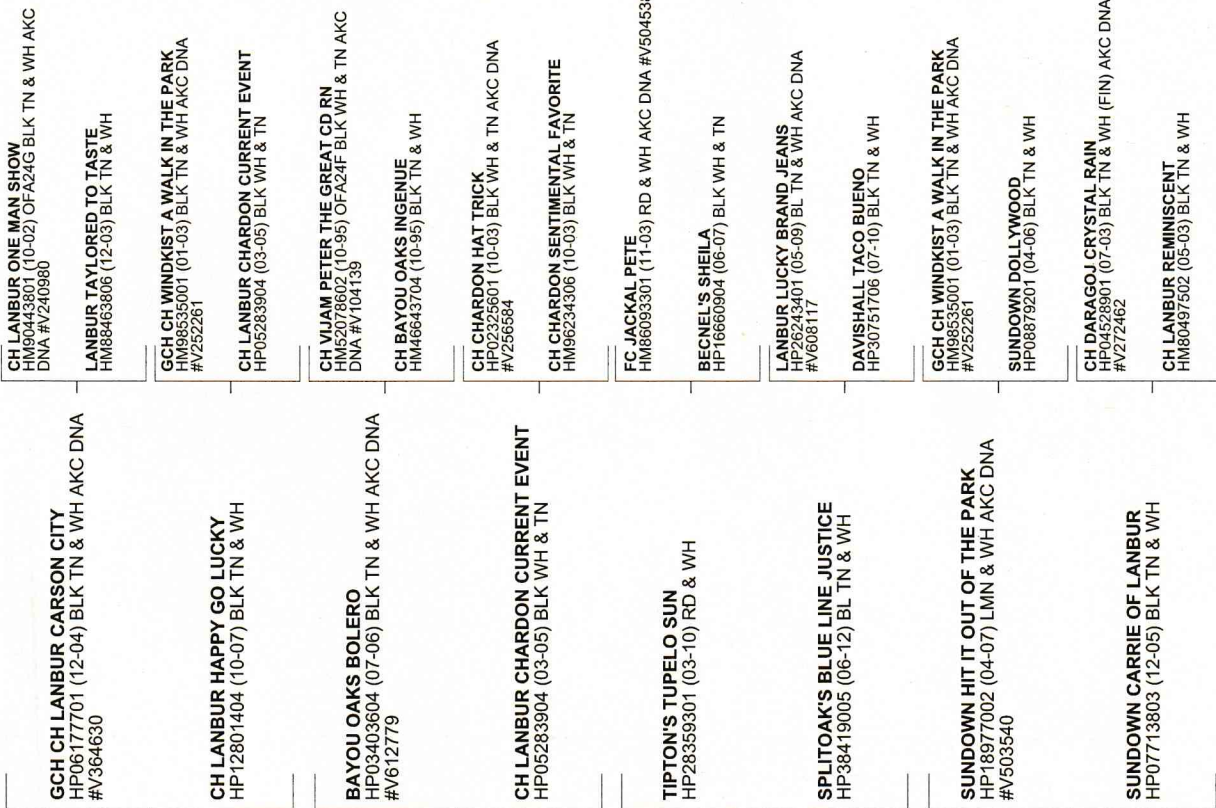 GCH CH LANBUR CARSON CITY
HP06177701 (12-04) BLK TN & WH AKC DNA
#V364630
CH LANBUR HAPPY GO LUCKY
HP12801404 (10-07) BLK TN & WH
BAYOU OAKS BOLERO
HP03403604 (07-06) BLK TN & WH AKC DNA
#V612779
CH LANBUR CHARDON CURRENT EVENT
HP05283904 (03-05) BLK WH & TN
TIPTON'S TUPELO SUN
HP28359301 (03-10) RD & WH
SPLITOAK'S BLUE LINE JUSTICE
HP38419005 (06-12) BL TN & WH
SUNDOWN HIT IT OUT OF THE PARK
HP18977002 (04-07) LMN & WH AKC DNA
#V503540
SUNDOWN CARRIE OF LANBUR
HP07713803 (12-05) BLK TN & WH
CH LANBUR ONE MAN SHOW
HM90443801 (10-02) OFA24G BLK TN & WH AKC
DNA #V240980
LANBUR TAYLORED TO TASTE
HM88463806 (12-03) BLK TN & WH
GCH CH WINDKIST A WALK IN THE PARK
HM98535001 (01-03) BLK TN & WH AKC DNA
#V252261
CH LANBUR CHARDON CURRENT EVENT
HP05283904 (03-05) BLK WH & TN
CH VIJAM PETER THE GREAT CD RN
HM52078602 (10-95) OFA24F BLK WH & TN AKC
DNA #V104139
CH BAYOU OAKS INGENUE
HM46643704 (10-95) BLK TN & WH
CH CHARDON HAT TRICK
HP02325601 (10-03) BLK WH & TN AKC DNA
#V256584
CH CHARDON SENTIMENTAL FAVORITE
HM96234306 (10-03) BLK WH & TN
FC JACKAL PETE
HM86093301 (11-03) RD & WH AKC DNA #V504538
BECNEL'S SHEILA
HP16660904 (06-07) BLK WH & TN
LANBUR LUCKY BRAND JEANS
HP26243401 (05-09) BL TN & WH AKC DNA
#V608117
DAVISHALL TACO BUENO
HP30751706 (07-10) BLK TN & WH
GCH CH WINDKIST A WALK IN THE PARK
HM98535001 (01-03) BLK TN & WH AKC DNA
#V252261
SUNDOWN DOLLYWOOD
HP08879201 (04-06) BLK TN & WH
CH DARAGOJ CRYSTAL RAIN
HP04528901 (07-03) BLK TN & WH (FIN) AKC DNA
#V272462
CH LANBUR REMINISCENT
HM80497502 (05-03) BLK TN & WH